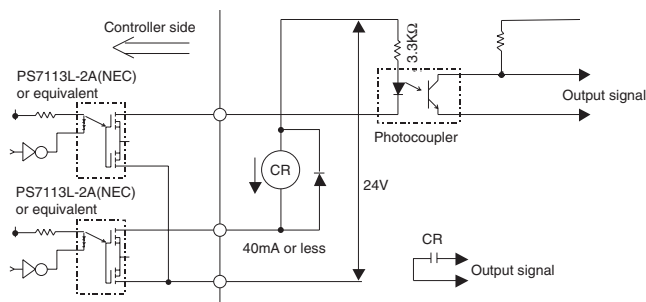 Controller side
PS7113L-2A(NEC)
or equivalent
3.3KΩ
Output signal
Photocoupler
CR
24V
PS7113L-2A(NEC)
or equivalent
40mA or less
CR
Output signal